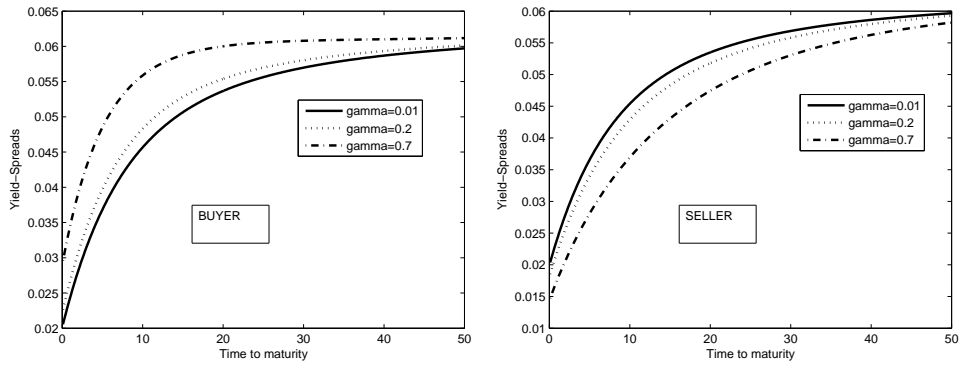 0.065
0.06
0.055
0.05
0.045
0.04
0.035
0.03
0.025
0.02
0
10
20
30
40
50
Yield−Spreads
Time to maturity
gamma=0.01
gamma=0.2
gamma=0.7
BUYER
0.06
0.055
0.05
0.045
0.04
0.035
0.03
0.025
0.02
0.015
0.01
0
10
20
30
40
50
Yield−Spreads
Time to maturity
gamma=0.01
gamma=0.2
gamma=0.7
SELLER